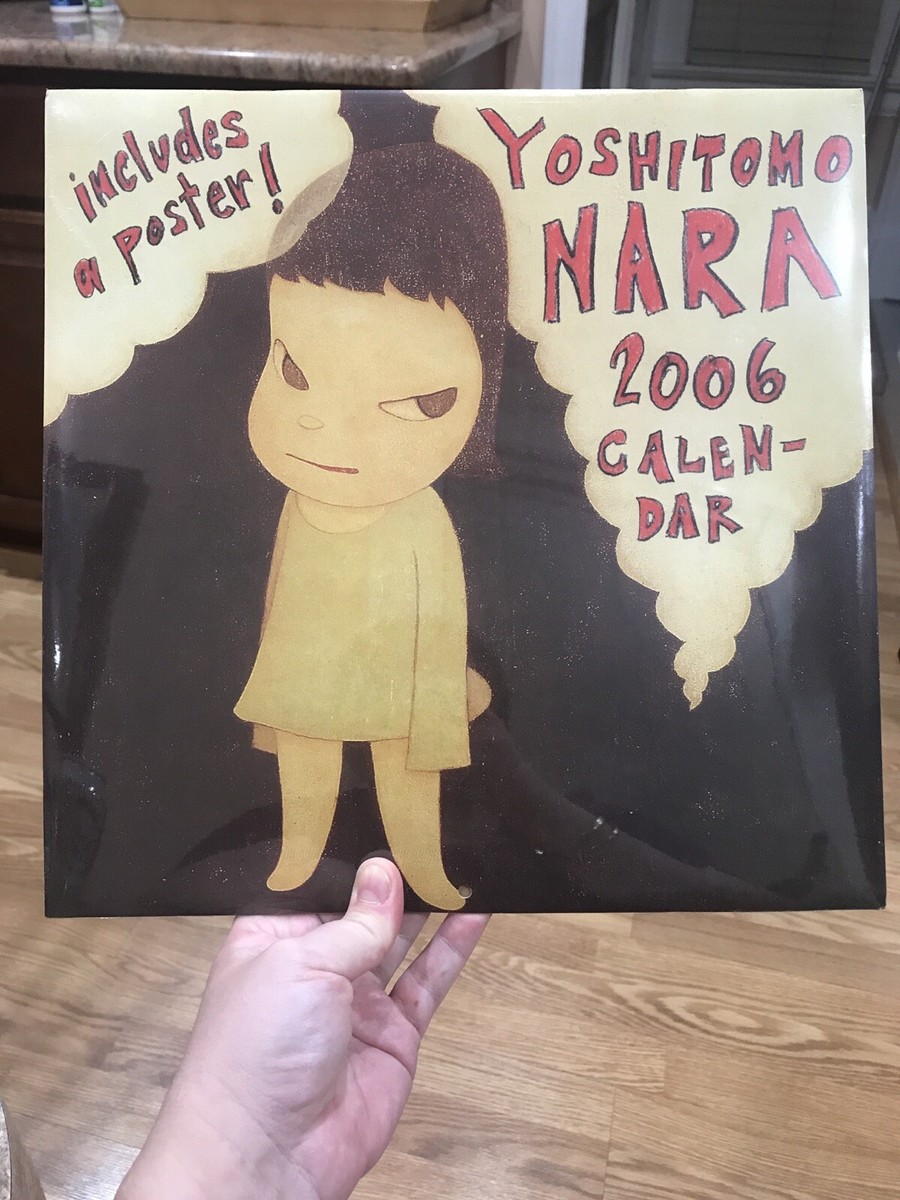 includes
a poster!
YOSHITOMO
NARA
2006
CALEN-
DAR